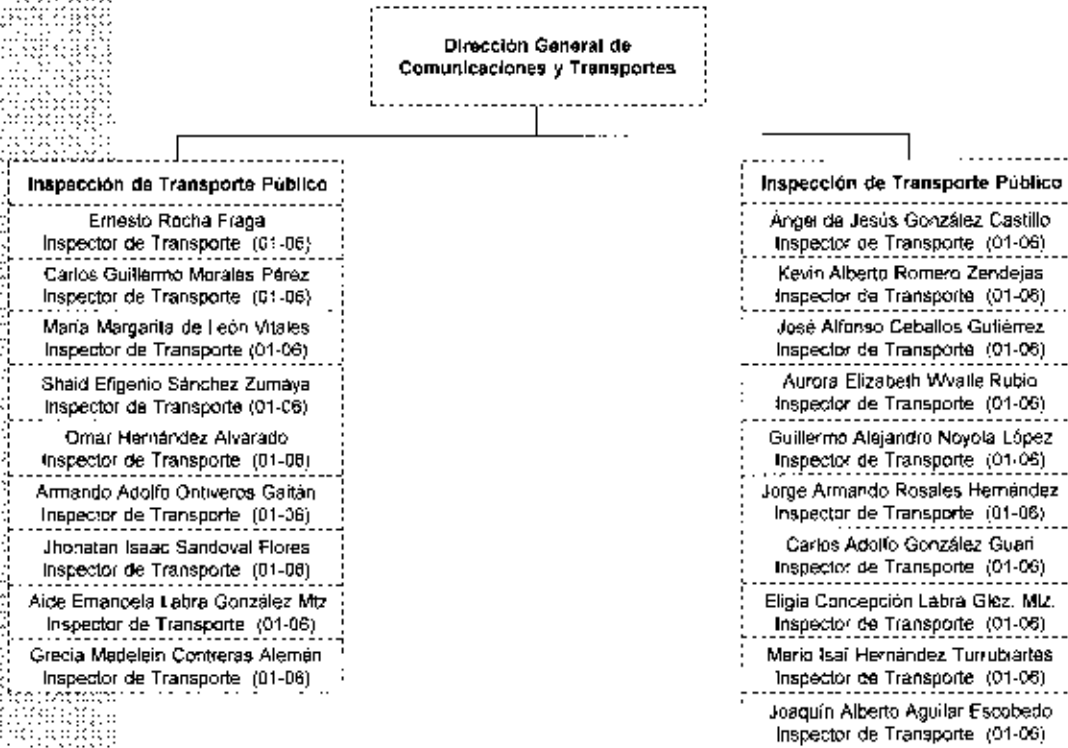 Dirección General de
Comunicaciones y Transportes
Inspección de Transporte Público
Ernesto Rocha Fraga
Inspector de Transporte (01-06)
Carlos Guillermo Morales Pérez
Inspector de Transporte (01-06)
María Margarita de León Vitales
Inspector de Transporte (01-06)
Shaid Efigenio Sánchez Zumaya
Inspector de Transporte (01-06)
Omar Hernández Alvarado
Inspector de Transporte (01-06)
Armando Adolfo Ontiveros Gaitán
Inspector de Transporte (01-06)
Jhonatan Isaac Sandoval Flores
Inspector de Transporte (01-06)
Aide Emanoela Labra González Mtz
Inspector de Transporte (01-06)
Grecia Madelein Contreras Alemán
Inspector de Transporte (01-06)
Inspección de Transporte Público
Ángel de Jesús González Castillo
Inspector de Transporte (01-06)
Kevin Alberto Romero Zendejas
Inspector de Transporte (01-06)
José Alfonso Ceballos Gutiérrez
Inspector de Transporte (01-06)
Aurora Elizabeth Wvalle Rubio
Inspector de Transporte (01-06)
Guillermo Alejandro Noyola López
Inspector de Transporte (01-06)
Jorge Armando Rosales Hernández
Inspector de Transporte (01-06)
Carlos Adolfo González Guari
Inspector de Transporte (01-06)
Eligia Concepción Labra Glez. Mtz.
Inspector de Transporte (01-06)
Mario Isaí Hernández Turrubiartes
Inspector de Transporte (01-06)
Joaquín Alberto Aguilar Escobedo
Inspector de Transporte (01-06)